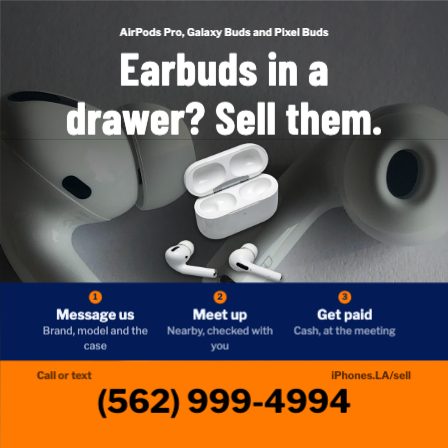 AirPods Pro, Galaxy Buds and Pixel Buds
Earbuds in a
drawer? Sell them.
1
Message us
Brand, model and the
case
2
Meet up
Nearby, checked with
you
3
Get paid
Cash, at the meeting
Call or text
iPhones.LA/sell
(562) 999-4994